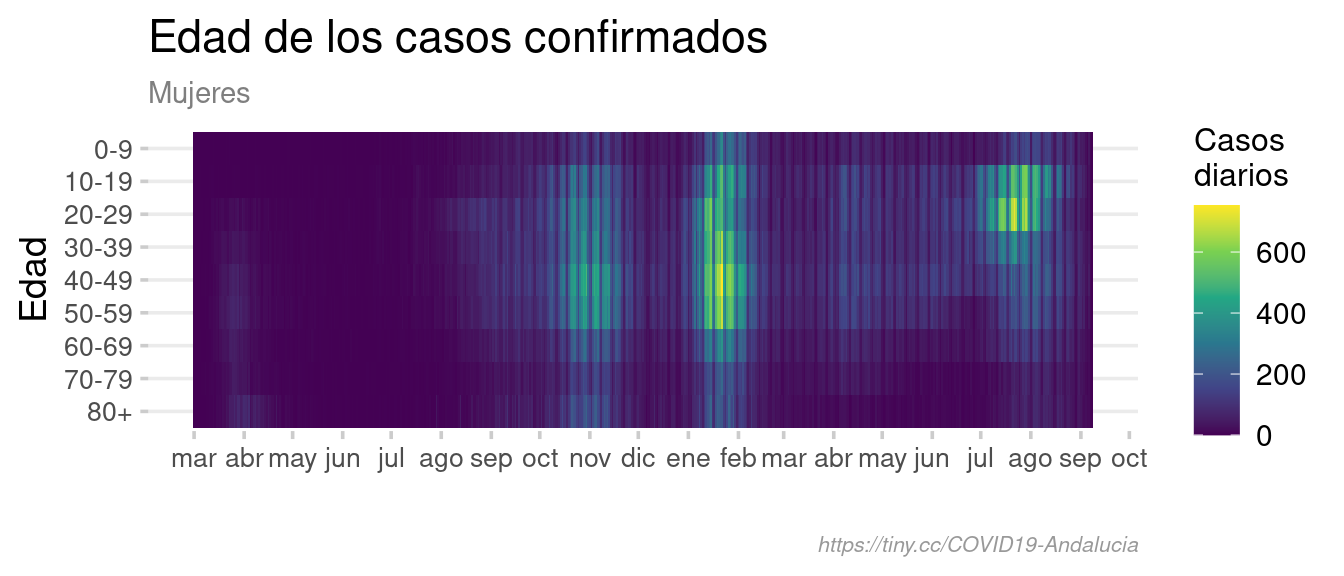 Edad de los casos confirmados
Mujeres
Edad
0-9
10-19
20-29
30-39
40-49
50-59
60-69
70-79
80+
mar abr may jun jul ago sep oct nov dic ene feb mar abr may jun jul ago sep oct
Casos
diarios
600
400
200
0
https://tiny.cc/COVID19-Andalucia